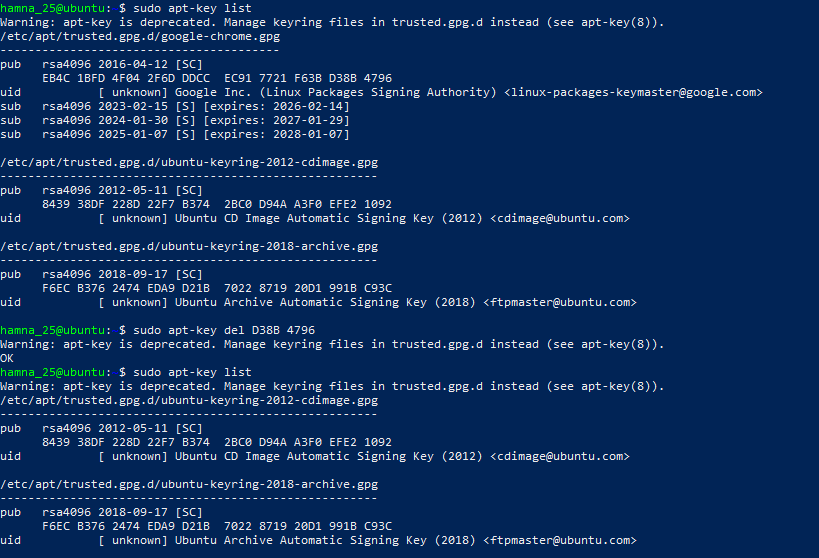 hamna_25@ubuntu: $ sudo apt-key list
Warning: apt-key is deprecated. Manage keyring files in trusted.gpg.d instead (see apt-key(8)).
/etc/apt/trusted.gpg.d/google-chrome.gpg
----------------------------------------
pub   rsa4096 2016-04-12 [SC]
      EB4C 1BFD 4F04 2F6D DDCC  EC91 7721 F63B D38B 4796
uid           [ unknown] Google Inc. (Linux Packages Signing Authority) <linux-packages-keymaster@google.com>
sub   rsa4096 2023-02-15 [S] [expires: 2026-02-14]
sub   rsa4096 2024-01-30 [S] [expires: 2027-01-29]
sub   rsa4096 2025-01-07 [S] [expires: 2028-01-07]

/etc/apt/trusted.gpg.d/ubuntu-keyring-2012-cdimage.gpg
------------------------------------------------------
pub   rsa4096 2012-05-11 [SC]
      8439 38DF 228D 22F7 B374  2BC0 D94A A3F0 EFE2 1092
uid           [ unknown] Ubuntu CD Image Automatic Signing Key (2012) <cdimage@ubuntu.com>

/etc/apt/trusted.gpg.d/ubuntu-keyring-2018-archive.gpg
------------------------------------------------------
pub   rsa4096 2018-09-17 [SC]
      F6EC B376 2474 EDA9 D21B  7022 8719 20D1 991B C93C
uid           [ unknown] Ubuntu Archive Automatic Signing Key (2018) <ftpmaster@ubuntu.com>

hamna_25@ubuntu: $ sudo apt-key del D38B 4796
Warning: apt-key is deprecated. Manage keyring files in trusted.gpg.d instead (see apt-key(8)).
OK
hamna_25@ubuntu: $ sudo apt-key list
Warning: apt-key is deprecated. Manage keyring files in trusted.gpg.d instead (see apt-key(8)).
/etc/apt/trusted.gpg.d/ubuntu-keyring-2012-cdimage.gpg
------------------------------------------------------
pub   rsa4096 2012-05-11 [SC]
      8439 38DF 228D 22F7 B374  2BC0 D94A A3F0 EFE2 1092
uid           [ unknown] Ubuntu CD Image Automatic Signing Key (2012) <cdimage@ubuntu.com>

/etc/apt/trusted.gpg.d/ubuntu-keyring-2018-archive.gpg
------------------------------------------------------
pub   rsa4096 2018-09-17 [SC]
      F6EC B376 2474 EDA9 D21B  7022 8719 20D1 991B C93C
uid           [ unknown] Ubuntu Archive Automatic Signing Key (2018) <ftpmaster@ubuntu.com>